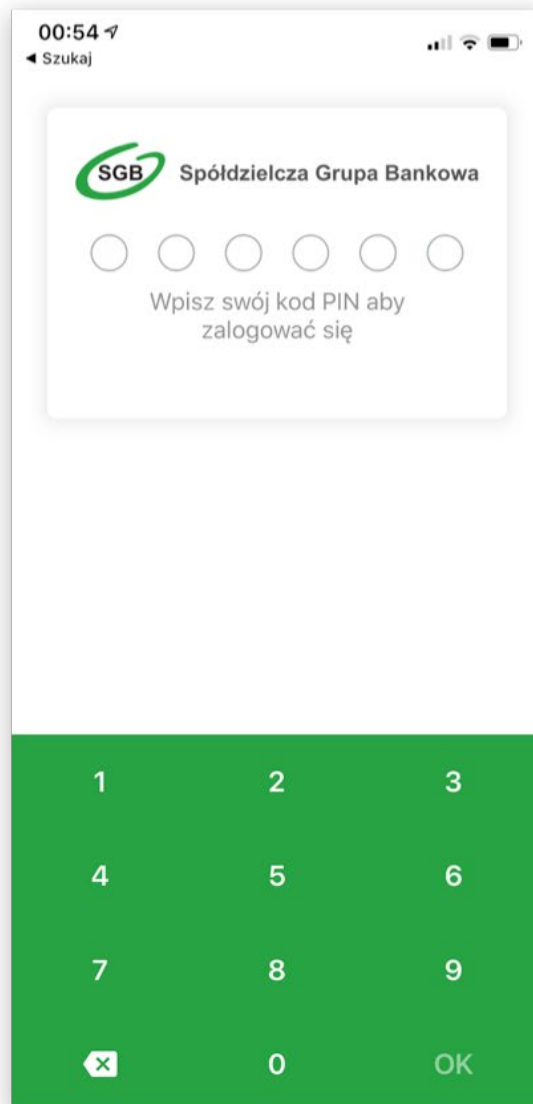 00:54
◀ Szukaj
SGB Spółdzielcza Grupa Bankowa
Wpisz swój kod PIN aby
zalogować się
1 2 3
4 5 6
7 8 9
0 OK